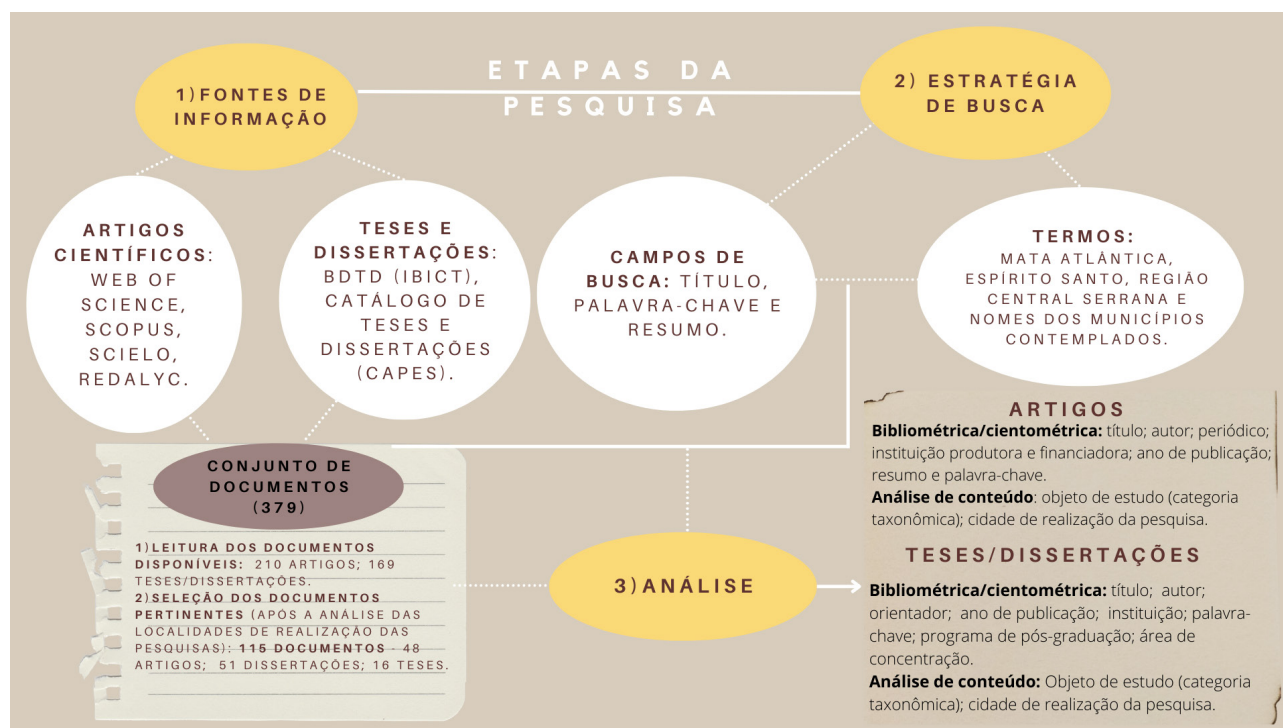 ETAPAS DA
PESQUISA
1)FONTES DE
INFORMAÇÃO
2) ESTRATÉGIA
DE BUSCA
ARTIGOS
CIENTÍFICOS:
WEB OF
SCIENCE,
SCOPUS,
SCIELO,
REDALYC.
TESES E
DISSERTAÇÕES:
BDTD (IBICT),
CATÁLOGO DE
TESES E
DISSERTAÇÕES
(CAPES).
CAMPOS DE
BUSCA: TÍTULO,
PALAVRA-CHAVE E
RESUMO.
TERMOS:
MATA ATLÂNTICA,
ESPÍRITO SANTO, REGIÃO
CENTRAL SERRANA E
NOMES DOS MUNICÍPIOS
CONTEMPLADOS.
CONJUNTO DE
DOCUMENTOS
(379)
1)LEITURA DOS DOCUMENTOS
DISPONÍVEIS: 210 ARTIGOS; 169
TESES/DISSERTAÇÕES.
2)SELEÇÃO DOS DOCUMENTOS
PERTINENTES (APÓS A ANÁLISE DAS
LOCALIDADES DE REALIZAÇÃO DAS
PESQUISAS): 115 DOCUMENTOS - 48
ARTIGOS; 51 DISSERTAÇÕES; 16 TESES.
3)ANÁLISE
ARTIGOS
Bibliométrica/cientométrica: título; autor; periódico;
instituição produtora e financiadora; ano de publicação;
resumo e palavra-chave.
Análise de conteúdo: objeto de estudo (categoria
taxonômica); cidade de realização da pesquisa.
TESES/DISSERTAÇÕES
Bibliométrica/cientométrica: título; autor;
orientador; ano de publicação; instituição; palavra-
chave; programa de pós-graduação; área de
concentração.
Análise de conteúdo: Objeto de estudo (categoria
taxonômica); cidade de realização da pesquisa.